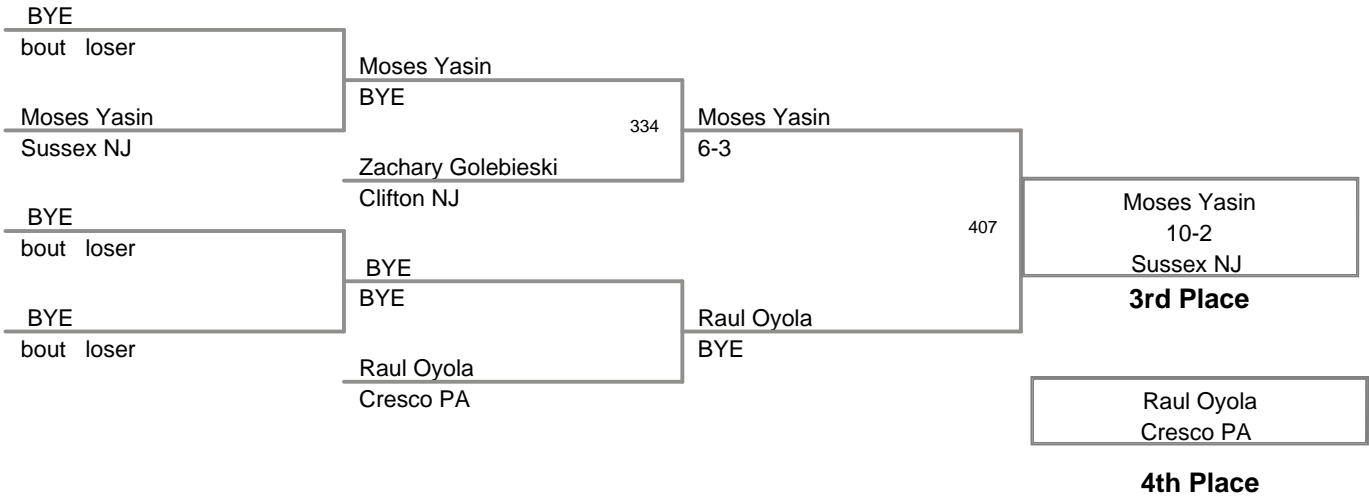 BYE
bout loser
Moses Yasin
BYE
Moses Yasin
Sussex NJ
334
Moses Yasin
6-3
Zachary Golebieski
Clifton NJ
Moses Yasin
10-2
Sussex NJ
3rd Place
BYE
bout loser
407
BYE
BYE
BYE
bout loser
Raul Oyola
BYE
Raul Oyola
Cresco PA
Raul Oyola
Cresco PA
4th Place